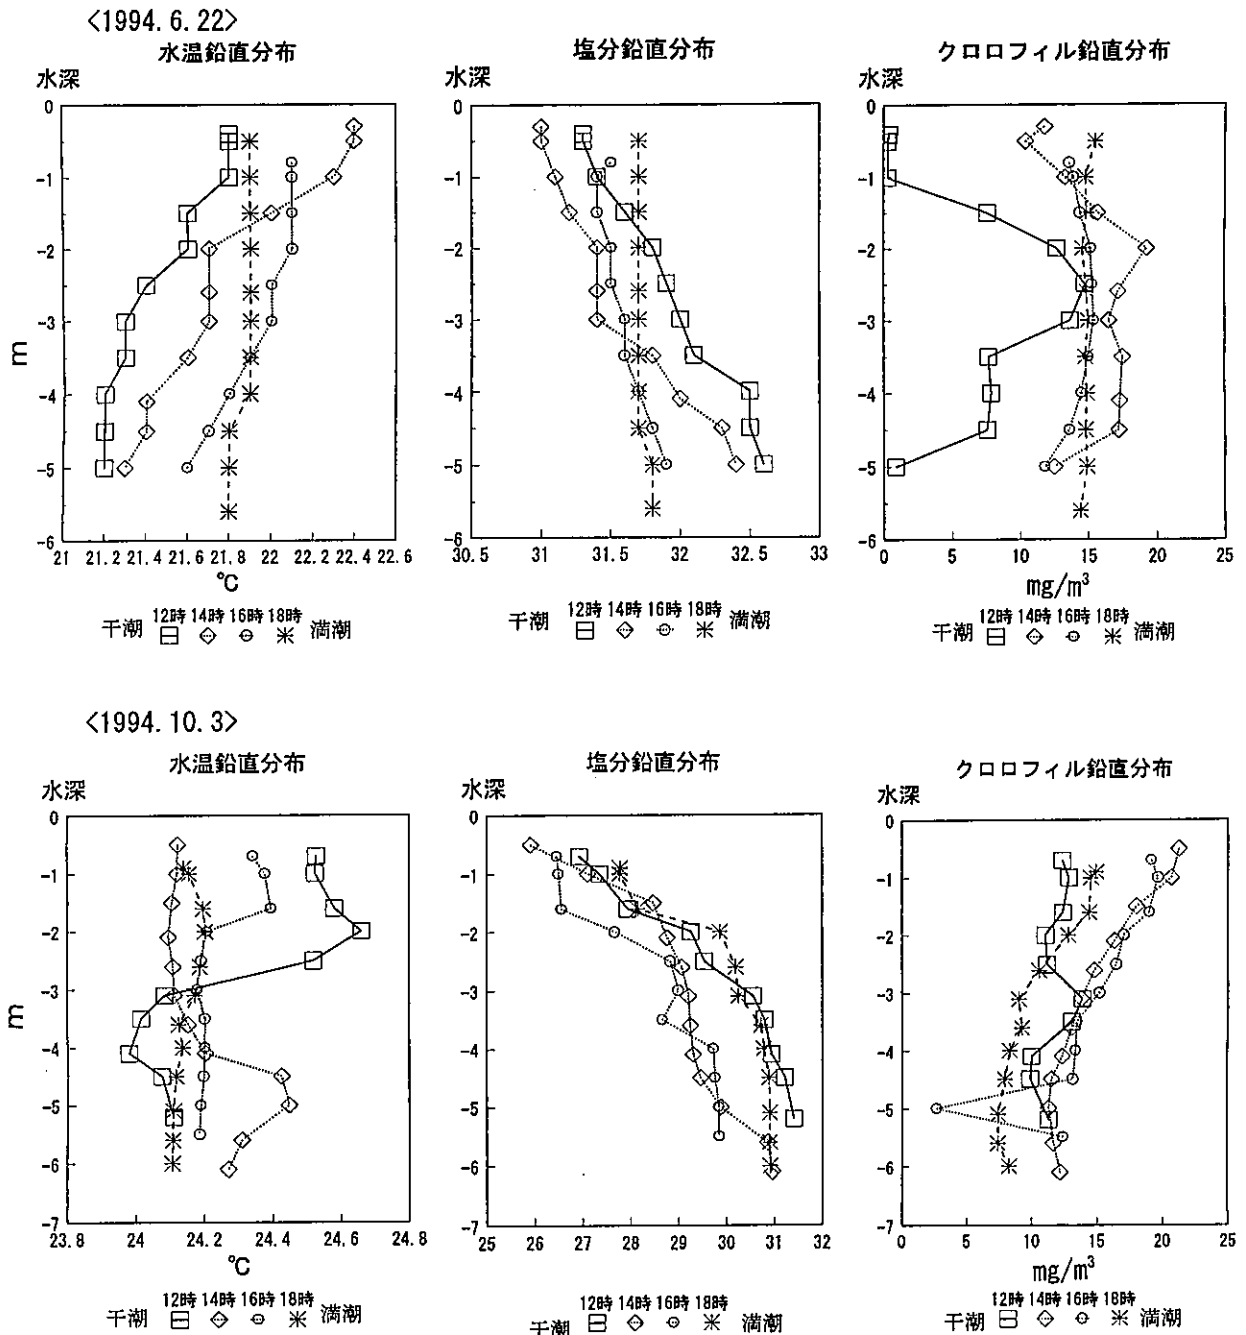 <1994.6.22>
水温鉛直分布
塩分鉛直分布
クロロフィル鉛直分布
水深
水深
水深
0
-1
-2
-3
-4
-5
-6
m
21 21.2 21.4 21.6 21.8 22 22.2 22.4 22.6
℃
0
-1
-2
-3
-4
-5
-6
30.5 31 31.5 32 32.5 33
0
-1
-2
-3
-4
-5
-6
0 5 10 15 20 25
mg/m³
12時 14時 16時 18時
干潮 満潮
12時 14時 16時 18時
干潮 満潮
12時 14時 16時 18時
干潮 満潮
<1994.10.3>
水温鉛直分布
塩分鉛直分布
クロロフィル鉛直分布
水深
水深
水深
0
-1
-2
-3
-4
-5
-6
-7
m
23.8 24 24.2 24.4 24.6 24.8
℃
0
-1
-2
-3
-4
-5
-6
-7
25 26 27 28 29 30 31 32
0
-1
-2
-3
-4
-5
-6
-7
0 5 10 15 20 25
mg/m³
12時 14時 16時 18時
干潮 満潮
12時 14時 16時 18時
干潮 満潮
12時 14時 16時 18時
干潮 満潮